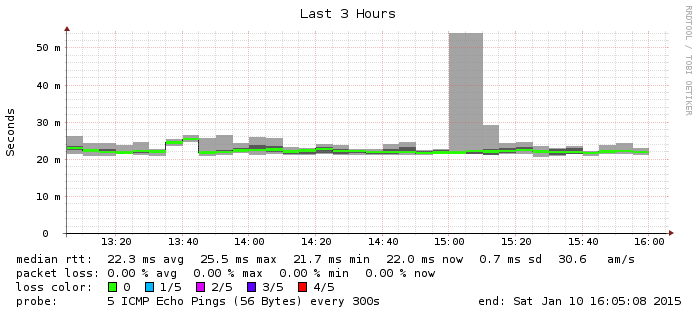 Last 3 Hours
RRDTOOL / TOBI OETIKER
Seconds
50 m
40 m
30 m
20 m
10 m
0
13:20 13:40 14:00 14:20 14:40 15:00 15:20 15:40 16:00
median rtt: 22.3 ms avg 25.5 ms max 21.7 ms min 22.0 ms now 0.7 ms sd 30.6 am/s
packet loss: 0.00 % avg 0.00 % max 0.00 % min 0.00 % now
loss color: 0 1/5 2/5 3/5 4/5
probe: 5 ICMP Echo Pings (56 Bytes) every 300s end: Sat Jan 10 16:05:08 2015